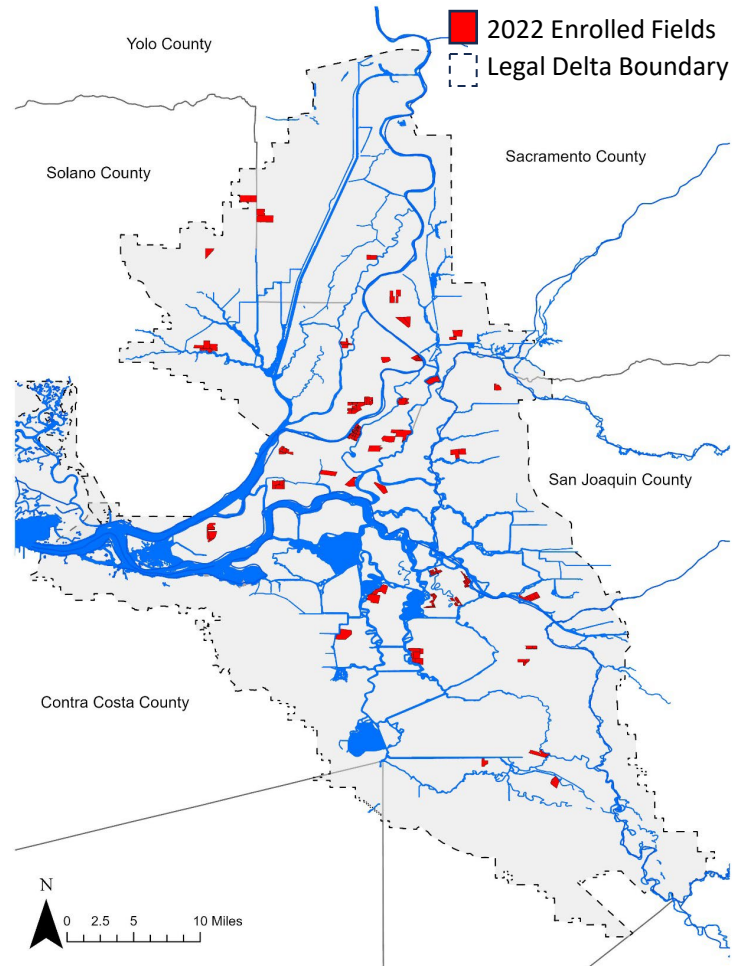 2022 Enrolled Fields
Legal Delta Boundary
Yolo County
Sacramento County
Solano County
San Joaquin County
Contra Costa County
N
0 2.5 5 10 Miles